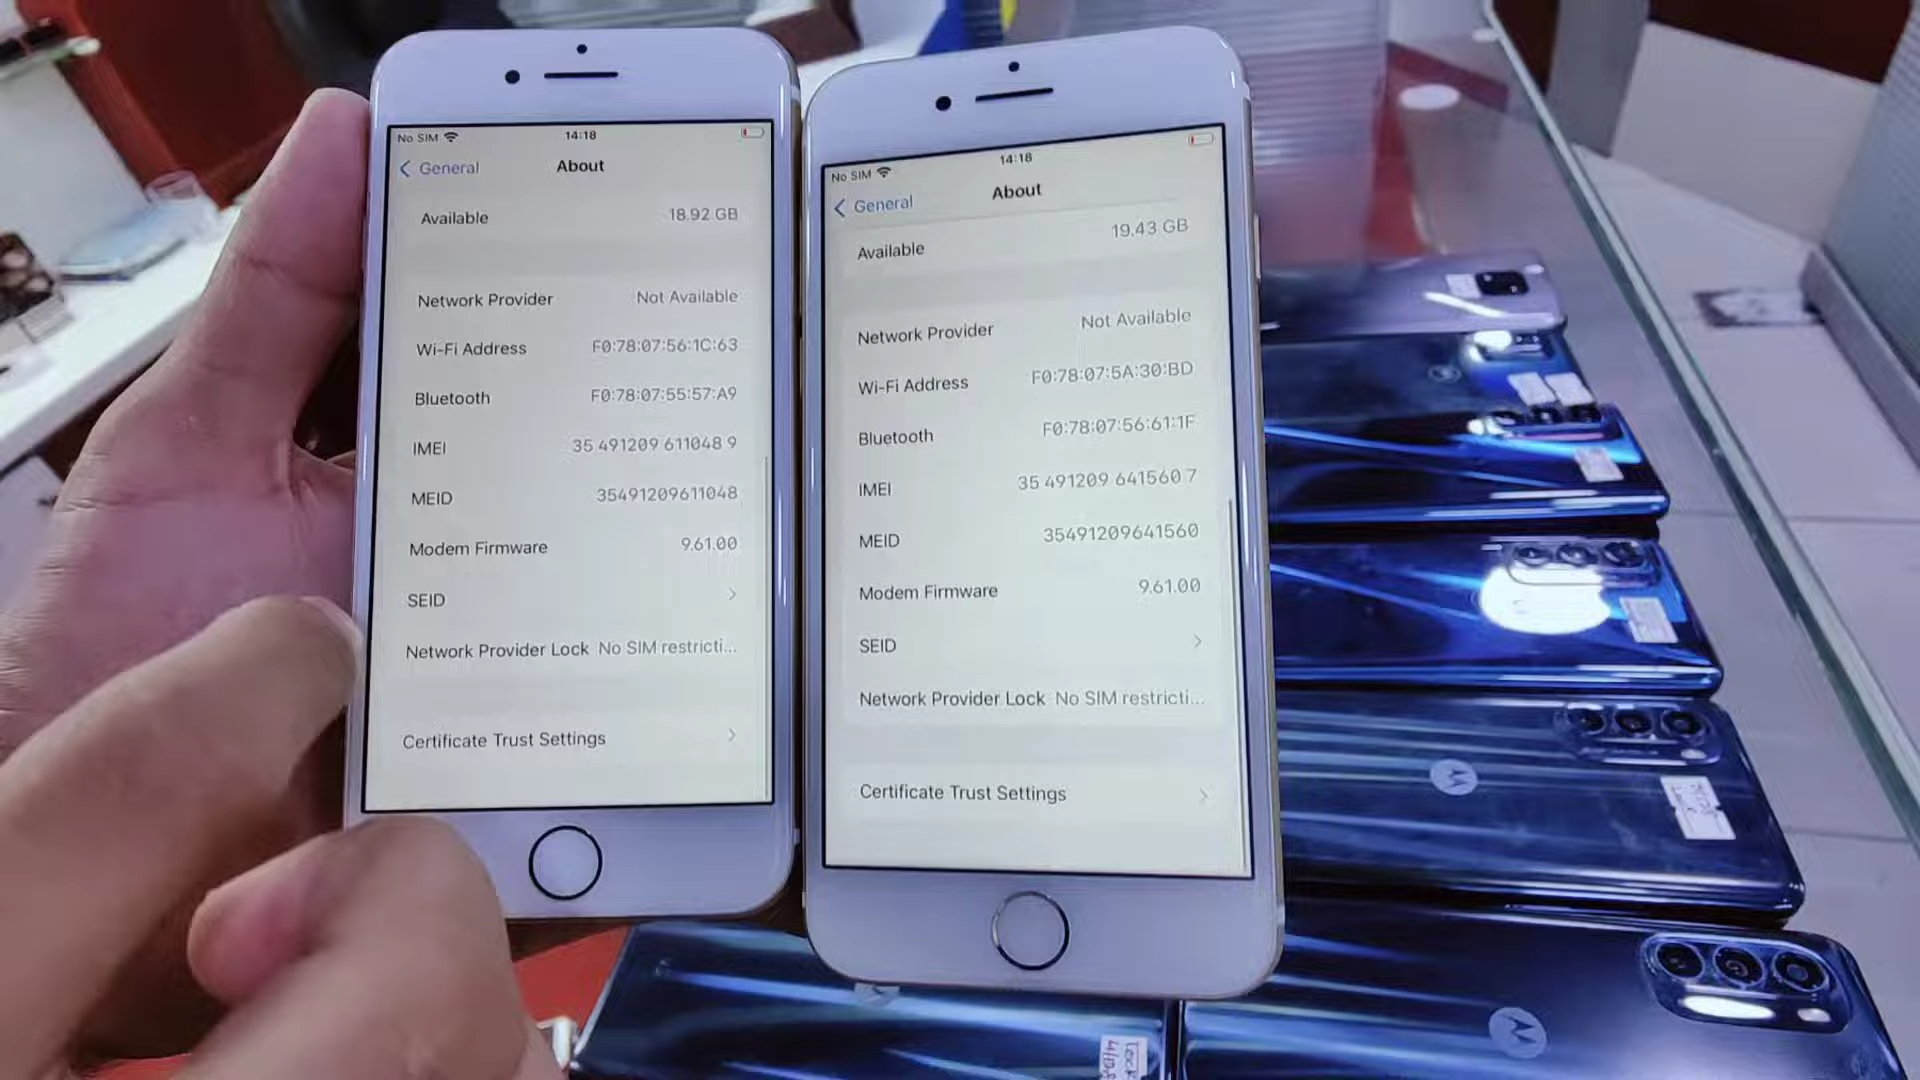 No SIM 14:18
General About
Available 18.92 GB
Network Provider Not Available
Wi-Fi Address F0:78:07:56:1C:63
Bluetooth F0:78:07:55:57:A9
IMEI 35 491209 611048 9
MEID 35491209611048
Modem Firmware 9.61.00
SEID
Network Provider Lock No SIM restricti...
Certificate Trust Settings
No SIM 14:18
General About
Available 19.43 GB
Network Provider Not Available
Wi-Fi Address F0:78:07:5A:30:BD
Bluetooth F0:78:07:56:61:1F
IMEI 35 491209 641560 7
MEID 35491209641560
Modem Firmware 9.61.00
SEID
Network Provider Lock No SIM restricti...
Certificate Trust Settings